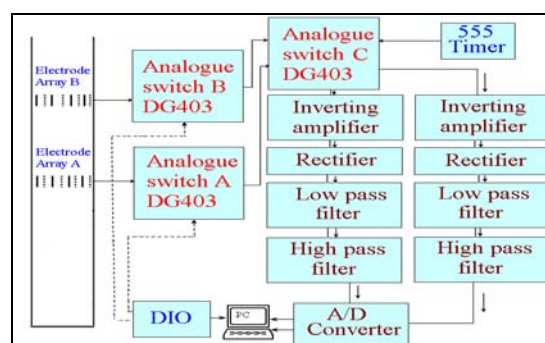 Electrode
Array B
Electrode
Array A
Analogue
switch B
DG403
Analogue
switch A
DG403
Analogue
switch C
DG403
555
Timer
Inverting
amplifier
Rectifier
Low pass
filter
High pass
filter
Inverting
amplifier
Rectifier
Low pass
filter
High pass
filter
DIO
PC
A/D
Converter